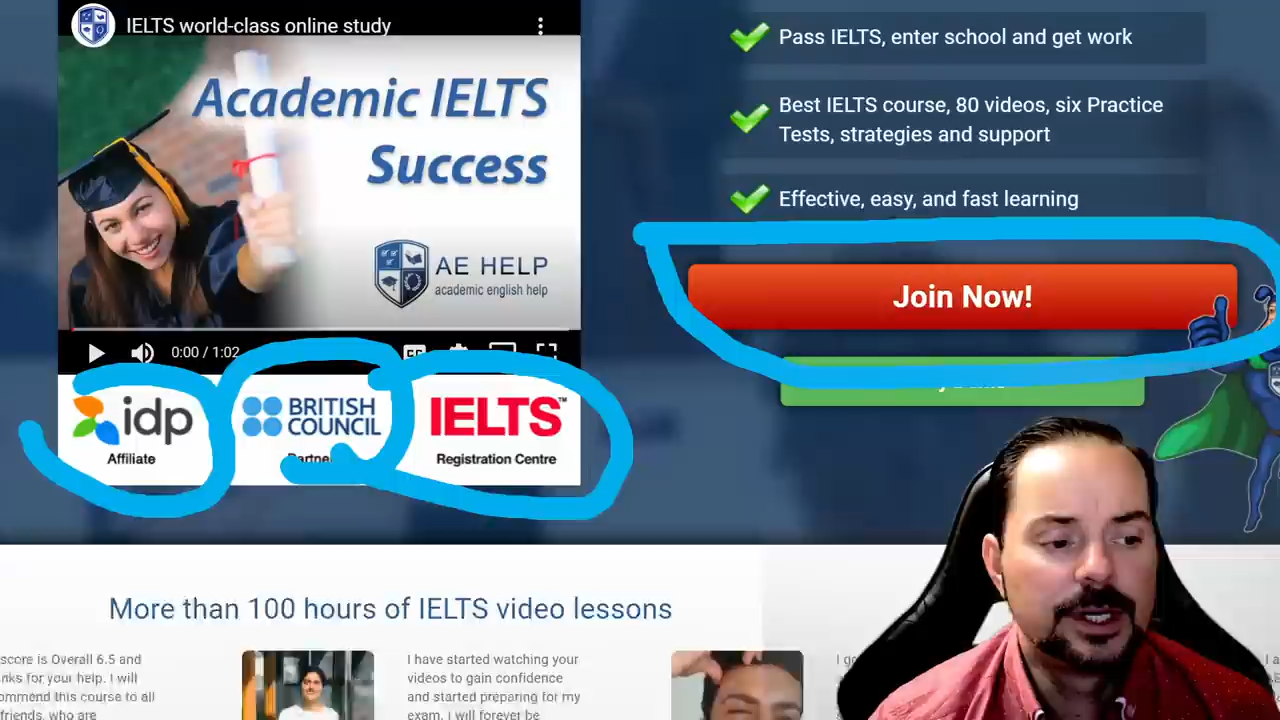 IELTS world-class online study
Academic IELTS
Success
AE HELP
academic english help
0:00 / 1:02
idp
Affiliate
BRITISH
COUNCIL
IELTS™
Registration Centre
Pass IELTS, enter school and get work
Best IELTS course, 80 videos, six Practice
Tests, strategies and support
Effective, easy, and fast learning
Join Now!
More than 100 hours of IELTS video lessons
score is Overall 6.5 and
for your help. I will
this course to all
friends, who are
I have started watching your
videos to gain confidence
and started preparing for my
exam. I will forever be